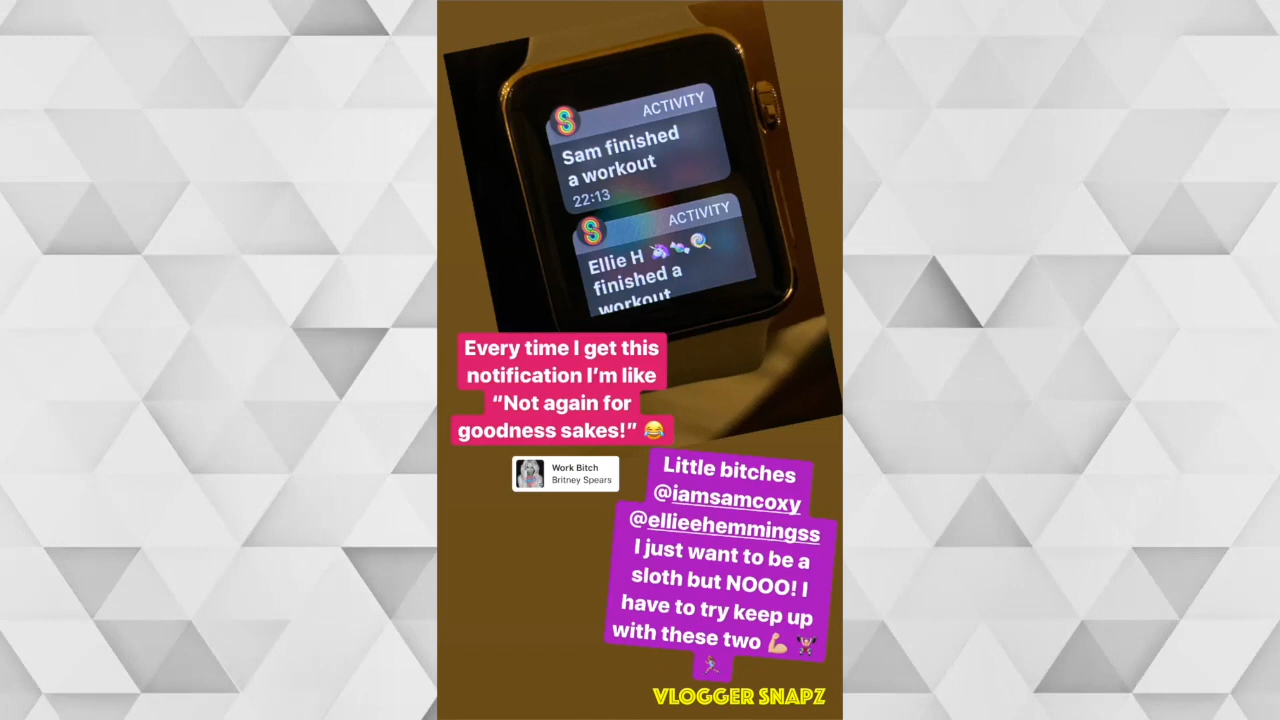 ACTIVITY
Sam finished
a workout
22:13
ACTIVITY
Ellie H 🦄🍬🍭
finished a
workout
Every time I get this
notification I'm like
"Not again for
goodness sakes!" 😂
Work Bitch
Britney Spears
Little bitches
@iamsamcoxy
@ellieehemmingss
I just want to be a
sloth but NOOO! I
have to try keep up
with these two 💪🏼 🏋🏼‍♀️
🏃🏼‍♀️
VLOGGER SNAPZ